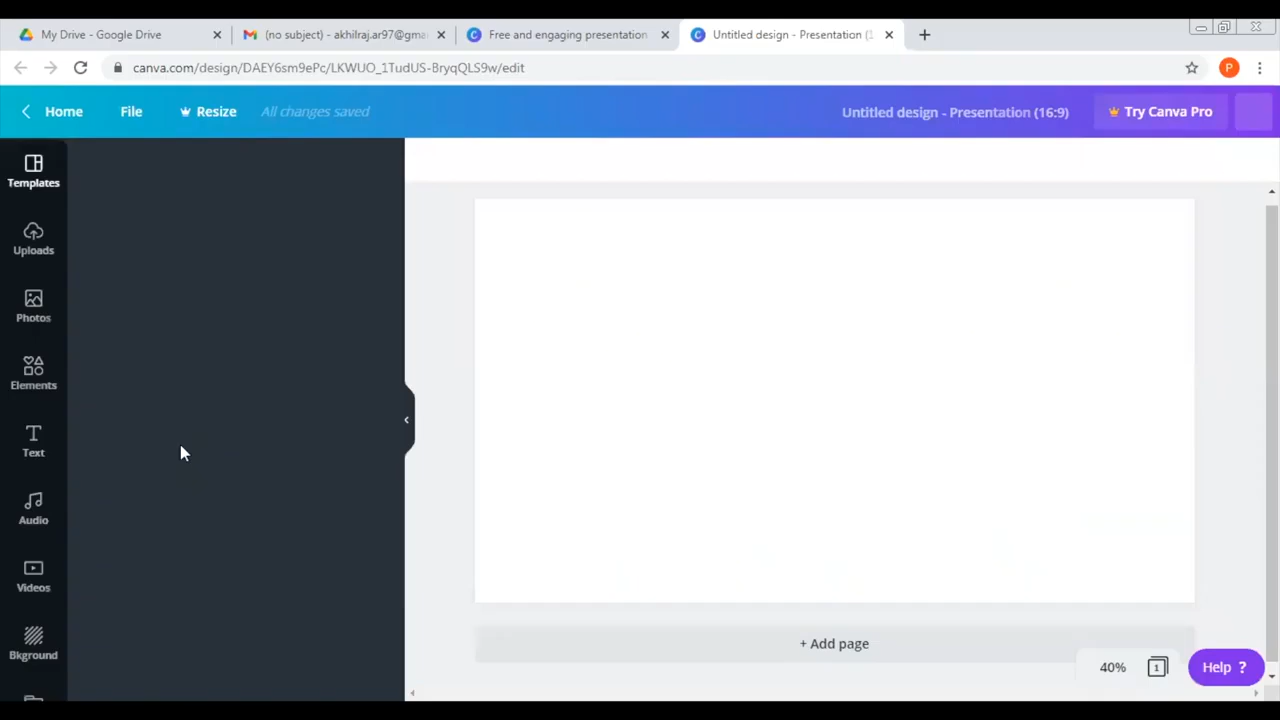 My Drive - Google Drive
(no subject) - akhilraj.ar97@gma
Free and engaging presentation
Untitled design - Presentation (1
canva.com/design/DAEY6sm9ePc/LKWUO_1TudUS-BryqQLS9w/edit
P
Home
File
Resize
All changes saved
Untitled design - Presentation (16:9)
Try Canva Pro
Templates
Uploads
Photos
Elements
Text
Audio
Videos
Bkground
+ Add page
40%
1
Help ?